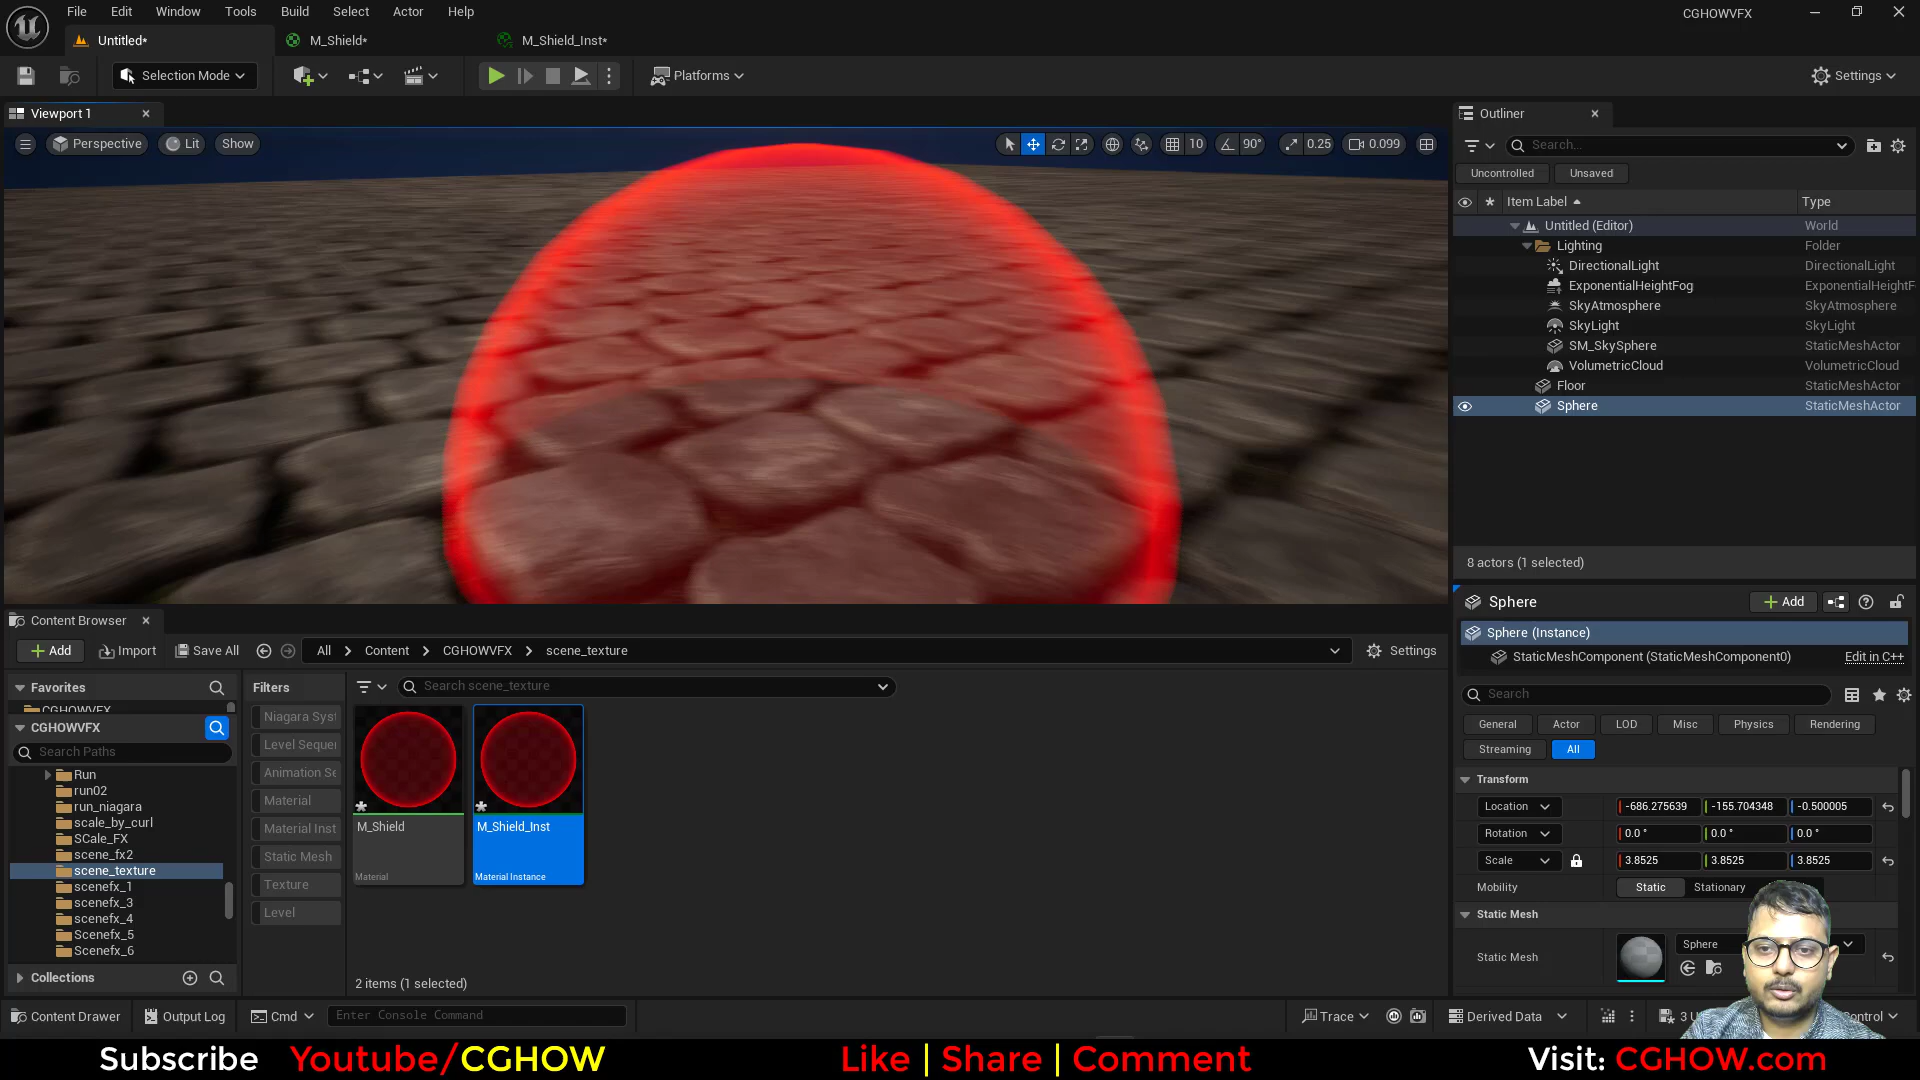 File Edit Window Tools Build Select Actor Help
CGHOWVFX
Untitled* M_Shield* M_Shield_Inst*
Selection Mode Platforms Settings
Viewport 1
Perspective Lit Show
10 90° 0.25 0.099
Outliner
Search...
Uncontrolled Unsaved
Item Label Type
Untitled (Editor) World
Lighting Folder
DirectionalLight DirectionalLight
ExponentialHeightFog ExponentialHeightF
SkyAtmosphere SkyAtmosphere
SkyLight SkyLight
SM_SkySphere StaticMeshActor
VolumetricCloud VolumetricCloud
Floor StaticMeshActor
Sphere StaticMeshActor
8 actors (1 selected)
Sphere Add
Sphere (Instance)
StaticMeshComponent (StaticMeshComponent0) Edit in C++
Search
General Actor LOD Misc Physics Rendering
Streaming All
Transform
Location -686.275639 -155.704348 -0.500005
Rotation 0.0 ° 0.0 ° 0.0 °
Scale 3.8525 3.8525 3.8525
Mobility Static Stationary
Static Mesh
Static Mesh Sphere
Content Browser
Add Import Save All All Content CGHOWVFX scene_texture Settings
Favorites
CGHOWVFX
CGHOWVFX
Search Paths
Run
run02
run_niagara
scale_by_curl
SCale_FX
scene_fx2
scene_texture
scenefx_1
scenefx_3
scenefx_4
Scenefx_5
Scenefx_6
Collections
Filters
Niagara Syst
Level Sequen
Animation Se
Material
Material Inst
Static Mesh
Texture
Level
Search scene_texture
M_Shield
Material
M_Shield_Inst
Material Instance
2 items (1 selected)
Content Drawer Output Log Cmd Enter Console Command Trace Derived Data 3 U ontrol
Subscribe Youtube/CGHOW Like | Share | Comment Visit: CGHOW.com